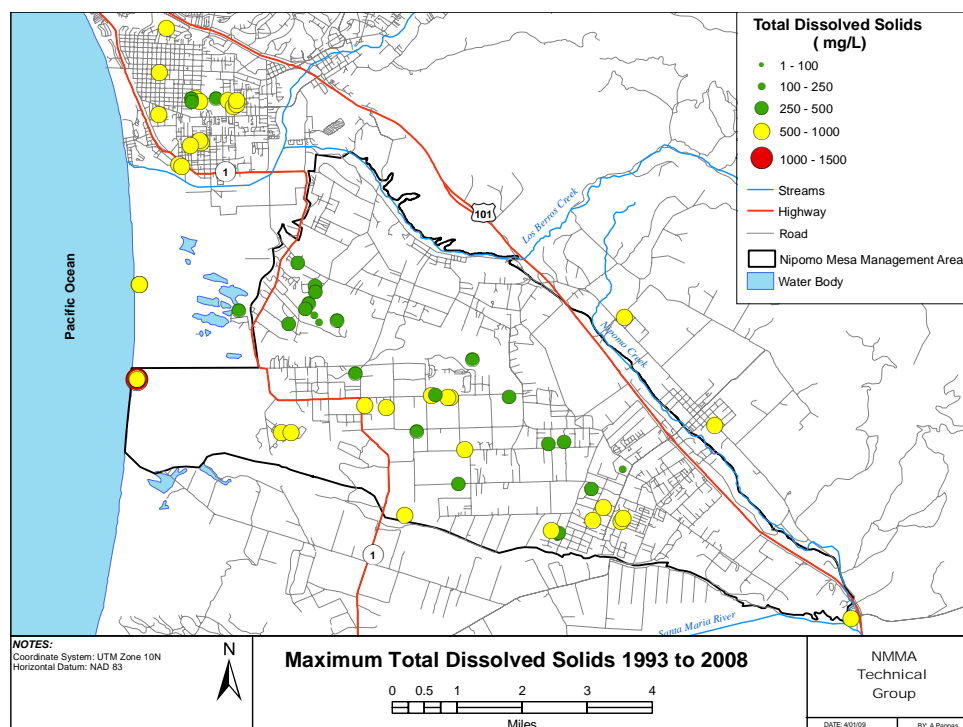 Total Dissolved Solids
( mg/L)
1 - 100
100 - 250
250 - 500
500 - 1000
1000 - 1500
Streams
Highway
Road
Nipomo Mesa Management Area
Water Body
1
101
Los Berros Creek
Pacific Ocean
Nipomo Creek
1
Santa Maria River
NOTES:
Coordinate System: UTM Zone 10N
Horizontal Datum: NAD 83
N
Maximum Total Dissolved Solids 1993 to 2008
0 0.5 1 2 3 4
Miles
NMMA
Technical
Group
DATE: 4/01/09
BY: A.Pappas